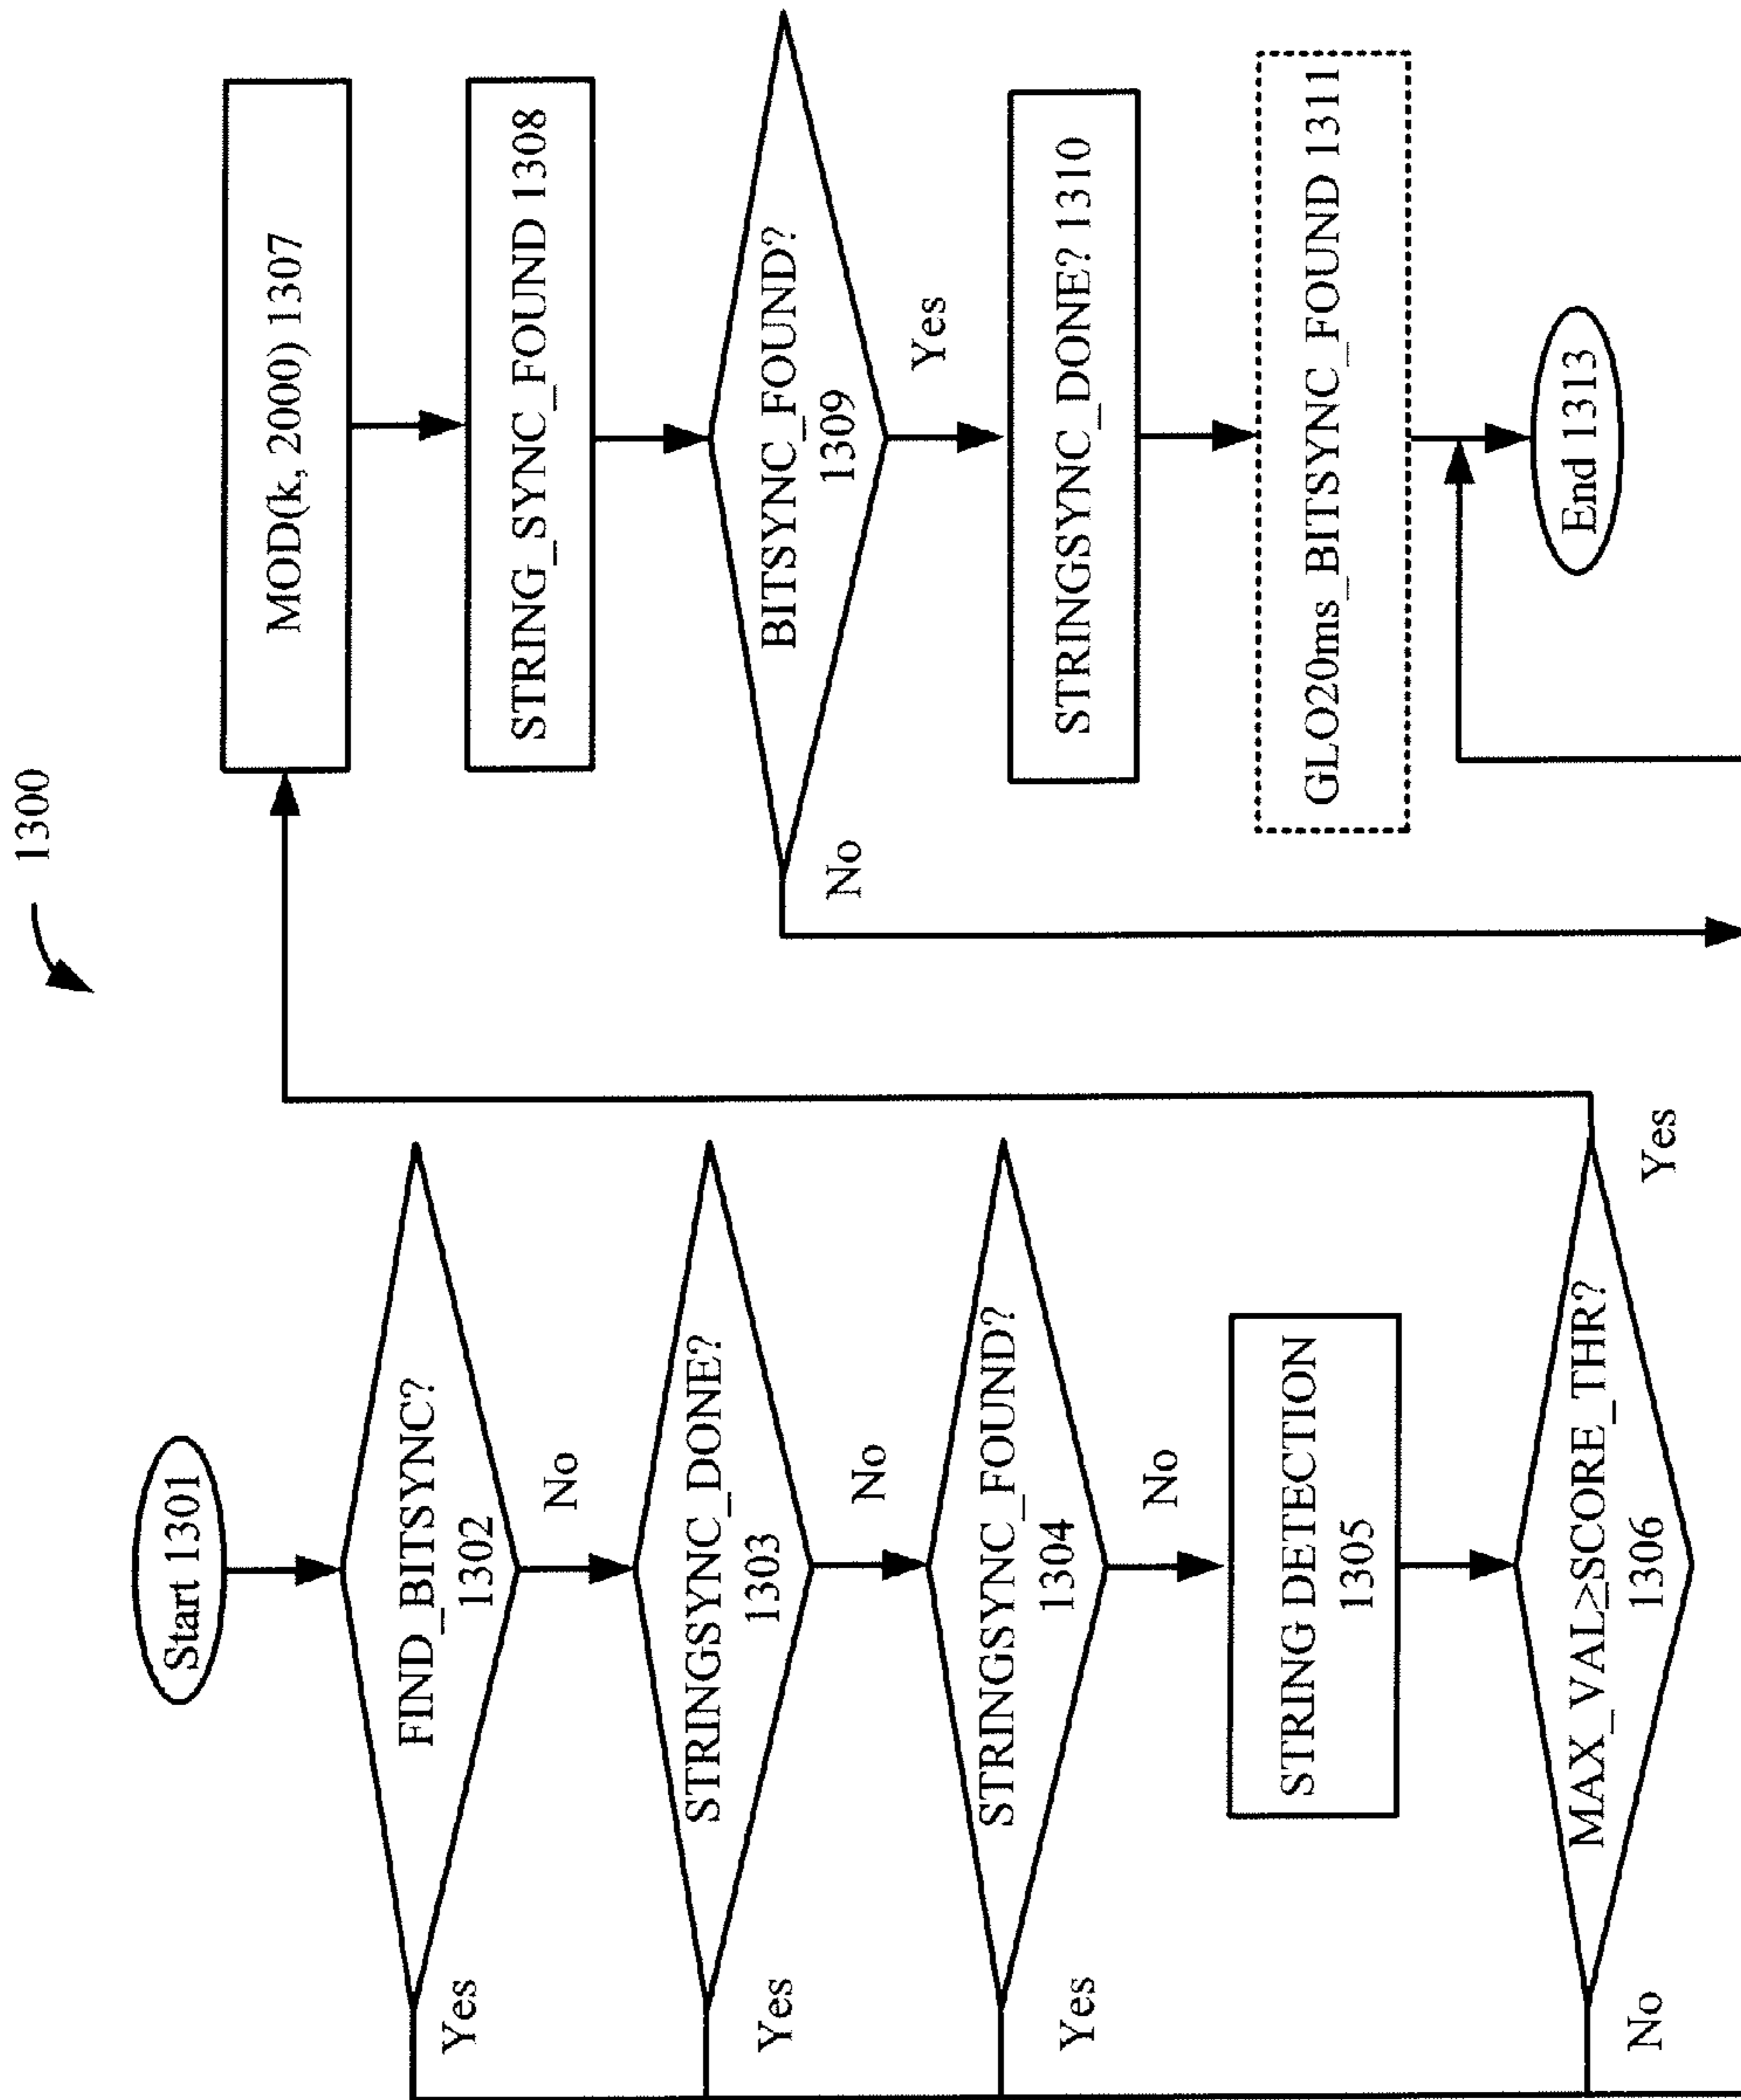 1300
Start 1301
FIND_BITSYNC?
1302
Yes
No
STRINGSYNC_DONE?
1303
Yes
No
STRINGSYNC_FOUND?
1304
Yes
No
STRING DETECTION
1305
MAX_VAL≥SCORE_THR?
1306
No
Yes
MOD(k, 2000) 1307
STRING_SYNC_FOUND 1308
BITSYNC_FOUND?
1309
No
Yes
STRINGSYNC_DONE? 1310
GLO20ms_BITSYNC_FOUND 1311
End 1313